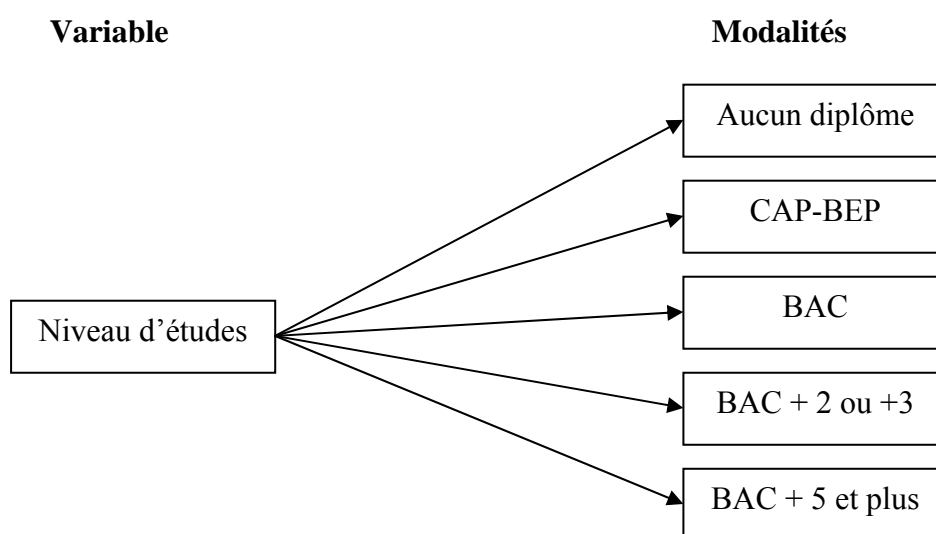 Variable
Modalités
Aucun diplôme
CAP-BEP
BAC
Niveau d’études
BAC + 2 ou +3
BAC + 5 et plus